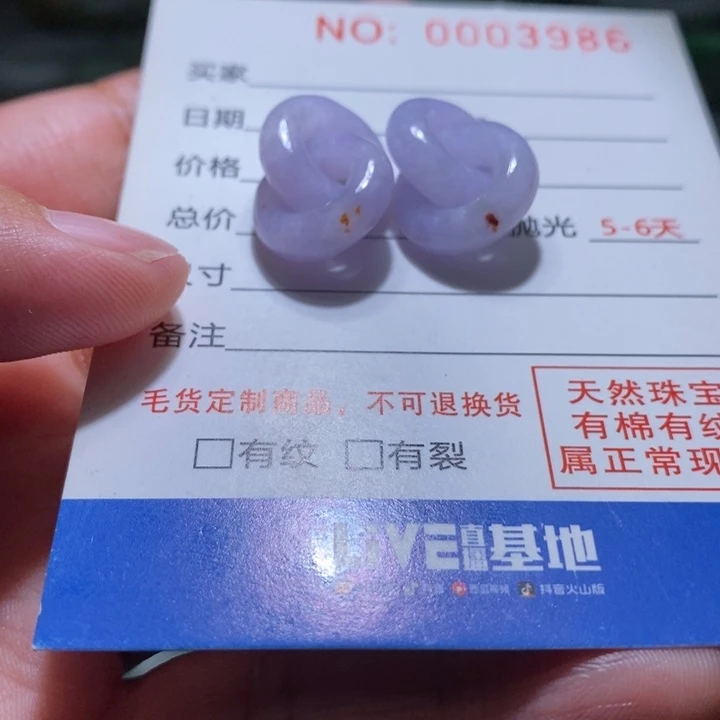 NO: 0003986
买家
日期
价格
总价
抛光 5-6天
寸
备注
毛货定制商品，不可退换货
□有纹 □有裂
天然珠宝
有棉有纹
属正常现
LiVE直播基地
抖音火山版